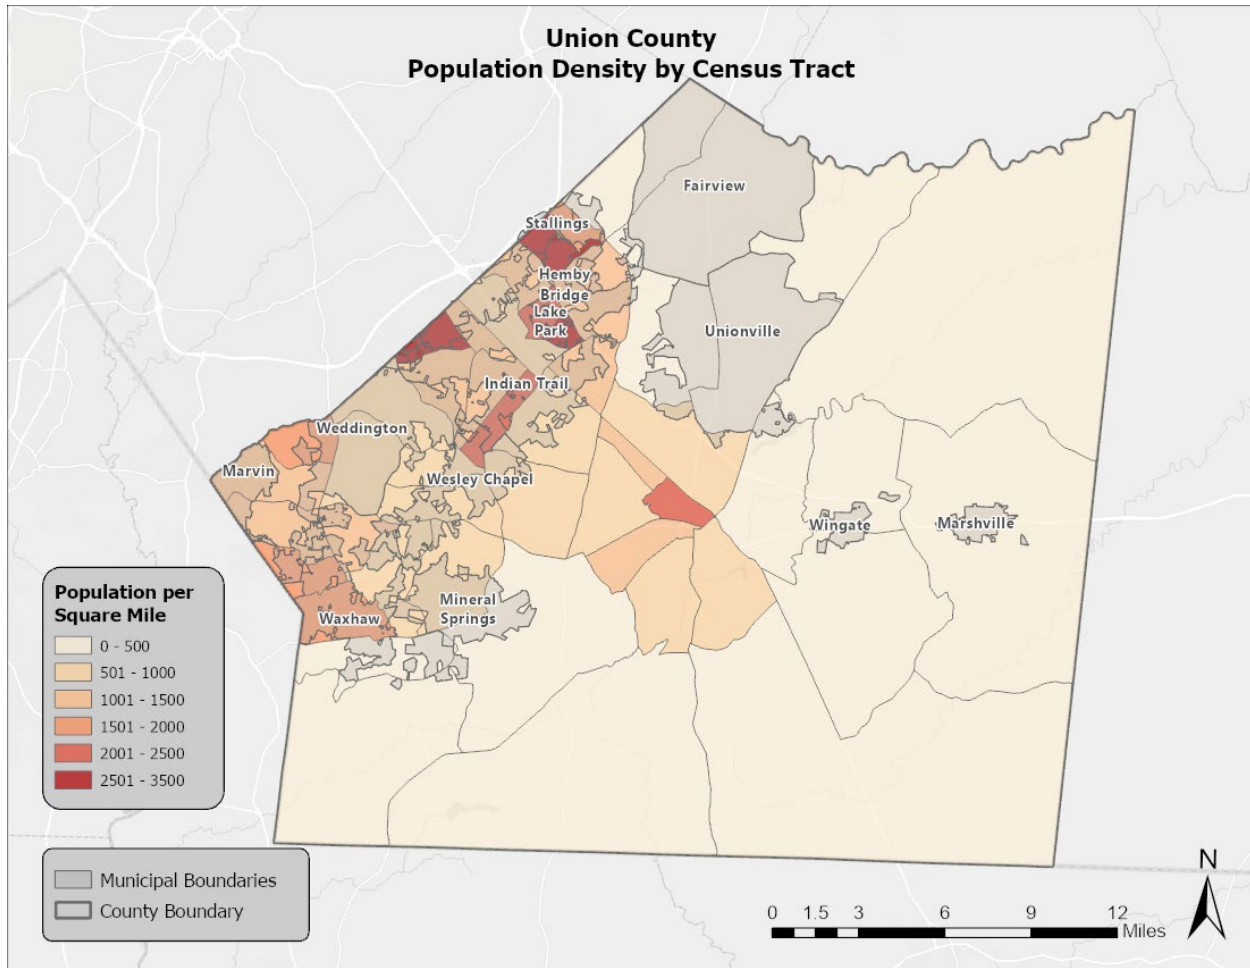 Union County
Population Density by Census Tract
Fairview
Stallings
Hemby
Bridge
Lake
Park
Unionville
Indian Trail
Weddington
Marvin
Wesley Chapel
Wingate
Marshville
Mineral
Springs
Waxhaw
Population per
Square Mile
0 - 500
501 - 1000
1001 - 1500
1501 - 2000
2001 - 2500
2501 - 3500
Municipal Boundaries
County Boundary
N
0 1.5 3 6 9 12
Miles